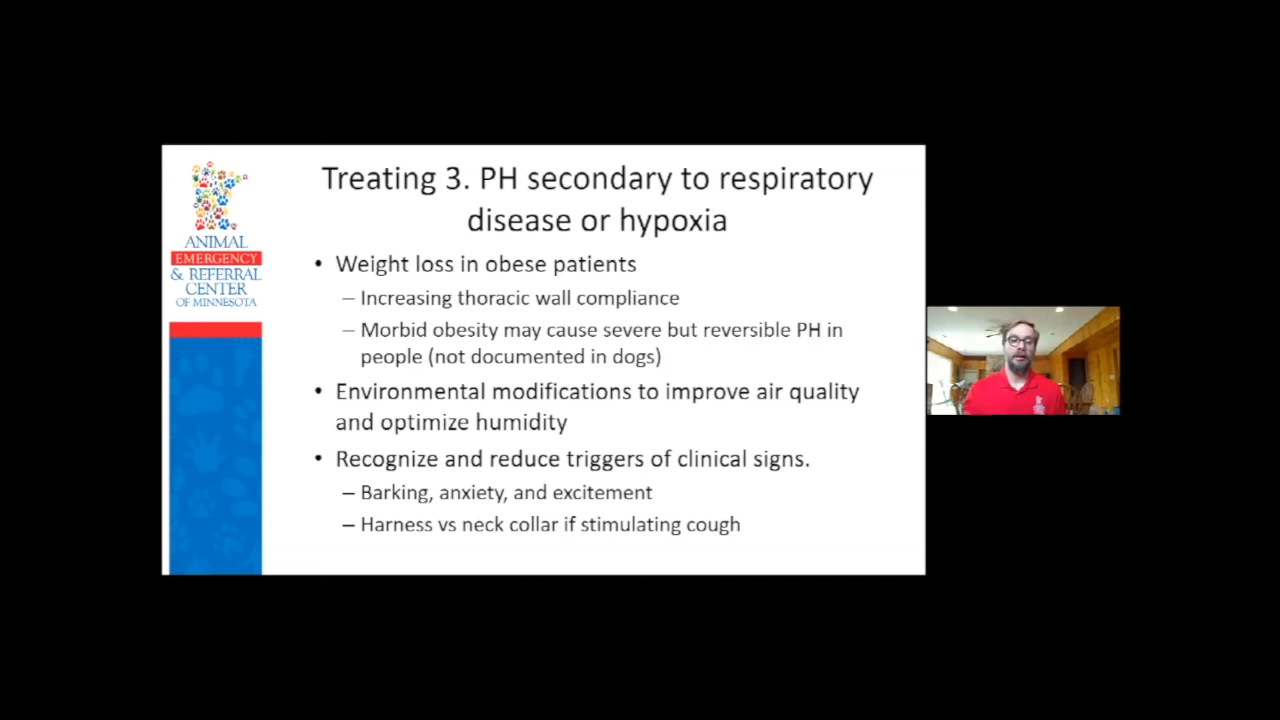 ANIMAL
EMERGENCY
& REFERRAL
CENTER
OF MINNESOTA
Treating 3. PH secondary to respiratory
disease or hypoxia
• Weight loss in obese patients
– Increasing thoracic wall compliance
– Morbid obesity may cause severe but reversible PH in
people (not documented in dogs)
• Environmental modifications to improve air quality
and optimize humidity
• Recognize and reduce triggers of clinical signs.
– Barking, anxiety, and excitement
– Harness vs neck collar if stimulating cough